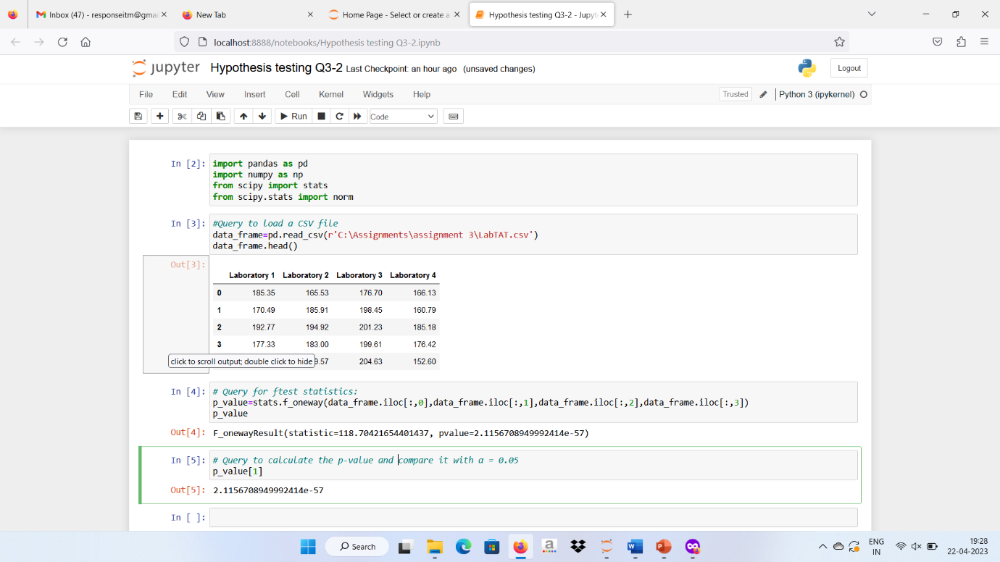 Inbox (47) - responseitm@gmai
New Tab
Home Page - Select or create a
Hypothesis testing Q3-2 - Jupyt
localhost:8888/notebooks/Hypothesis testing Q3-2.ipynb
jupyter Hypothesis testing Q3-2 Last Checkpoint: an hour ago (unsaved changes)
Logout
File Edit View Insert Cell Kernel Widgets Help
Trusted
Python 3 (ipykernel)
Run
Code
In [2]: import pandas as pd
import numpy as np
from scipy import stats
from scipy.stats import norm
In [3]: #Query to load a CSV file
data_frame=pd.read_csv(r'C:\Assignments\assignment 3\LabTAT.csv')
data_frame.head()
Out[3]:
Laboratory 1 Laboratory 2 Laboratory 3 Laboratory 4
0 185.35 165.53 176.70 166.13
1 170.49 185.91 198.45 160.79
2 192.77 194.92 201.23 185.18
3 177.33 183.00 199.61 176.42
click to scroll output; double click to hide 9.57 204.63 152.60
In [4]: # Query for ftest statistics:
p_value=stats.f_oneway(data_frame.iloc[:,0],data_frame.iloc[:,1],data_frame.iloc[:,2],data_frame.iloc[:,3])
p_value
Out[4]: F_onewayResult(statistic=118.70421654401437, pvalue=2.1156708949992414e-57)
In [5]: # Query to calculate the p-value and compare it with α = 0.05
p_value[1]
Out[5]: 2.1156708949992414e-57
In [ ]:
Search
ENG
IN
19:28
22-04-2023